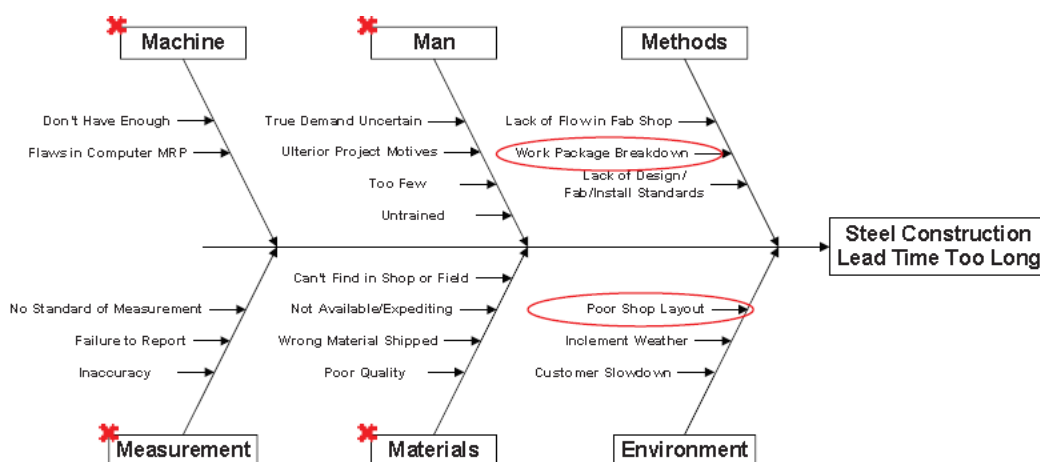 Machine
Man
Methods
Don't Have Enough
Flaws in Computer MRP
True Demand Uncertain
Ulterior Project Motives
Too Few
Untrained
Lack of Flow in Fab Shop
Work Package Breakdown
Lack of Design/
Fab/Install Standards
Steel Construction
Lead Time Too Long
No Standard of Measurement
Failure to Report
Inaccuracy
Can't Find in Shop or Field
Not Available/Expediting
Wrong Material Shipped
Poor Quality
Poor Shop Layout
Inclement Weather
Customer Slowdown
Measurement
Materials
Environment